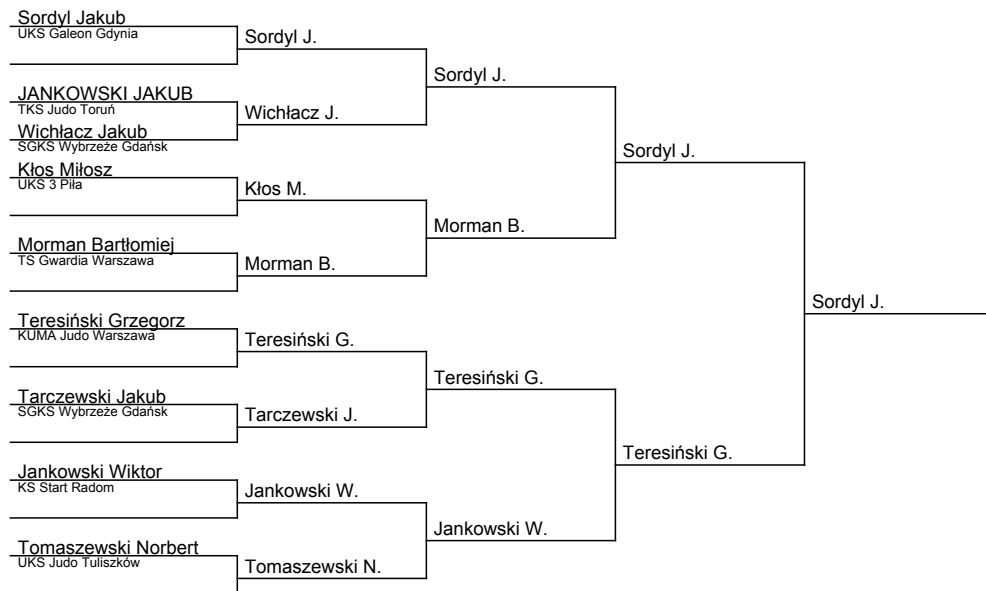 Sordyl Jakub
UKS Galeon Gdynia
JANKOWSKI JAKUB
TKS Judo Toruń
Wichłacz Jakub
SGKS Wybrzeże Gdańsk
Kłos Miłosz
UKS 3 Piła
Morman Bartłomiej
TS Gwardia Warszawa
Teresiński Grzegorz
KUMA Judo Warszawa
Tarczewski Jakub
SGKS Wybrzeże Gdańsk
Jankowski Wiktor
KS Start Radom
Tomaszewski Norbert
UKS Judo Tuliszków
Sordyl J.
Wichłacz J.
Kłos M.
Morman B.
Teresiński G.
Tarczewski J.
Jankowski W.
Tomaszewski N.
Sordyl J.
Morman B.
Teresiński G.
Jankowski W.
Sordyl J.
Teresiński G.
Sordyl J.